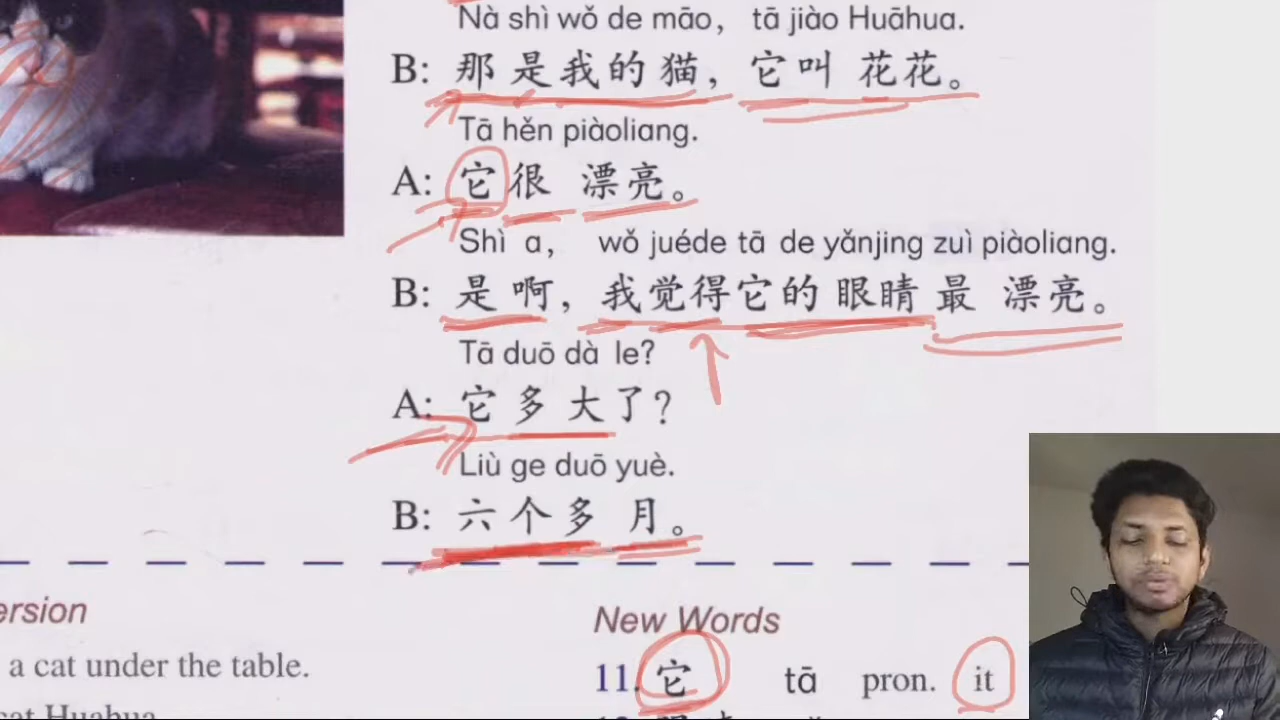 Nà shì wǒ de māo, tā jiào Huāhua.
B: 那是我的猫，它叫花花。
Tā hěn piàoliang.
A: 它很漂亮。
Shì a, wǒ juéde tā de yǎnjing zuì piàoliang.
B: 是啊，我觉得它的眼睛最漂亮。
Tā duō dà le?
A: 它多大了？
Liù ge duō yuè.
B: 六个多月。
ersion
a cat under the table.
cat Huahua
New Words
11. 它 tā pron. it